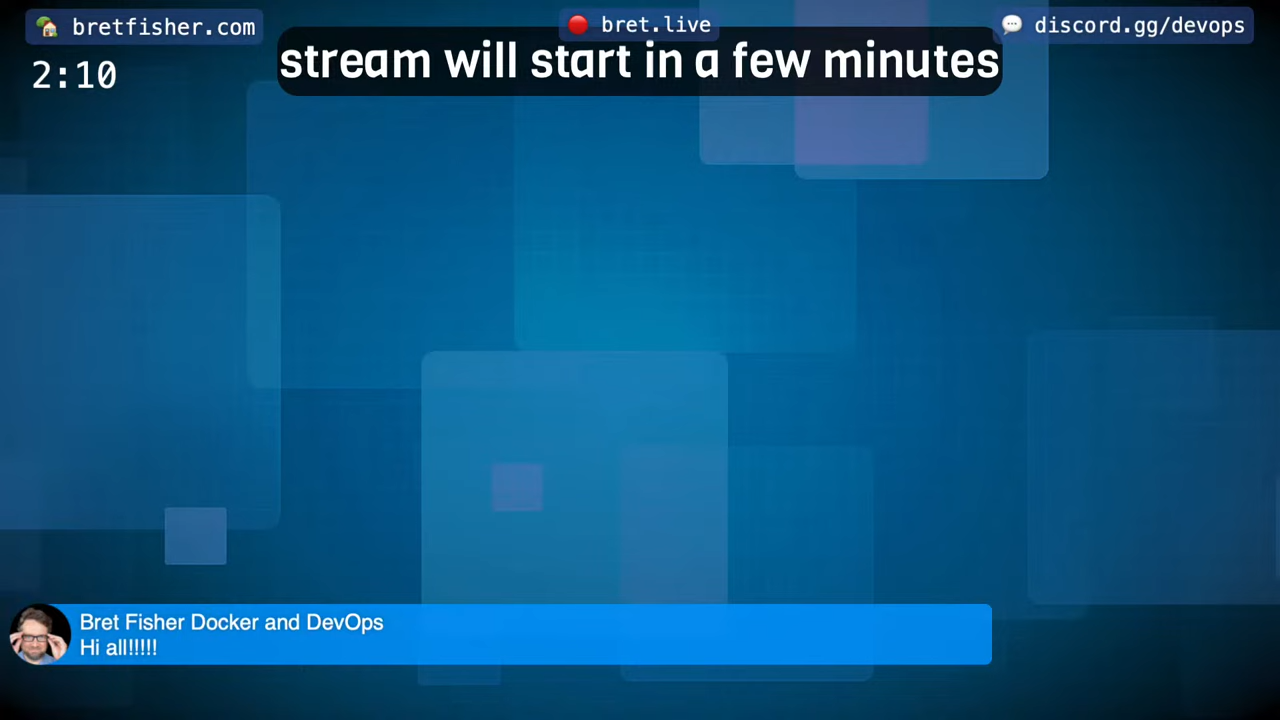 bretfisher.com
bret.live
discord.gg/devops
2:10
stream will start in a few minutes
Bret Fisher Docker and DevOps
Hi all!!!!!